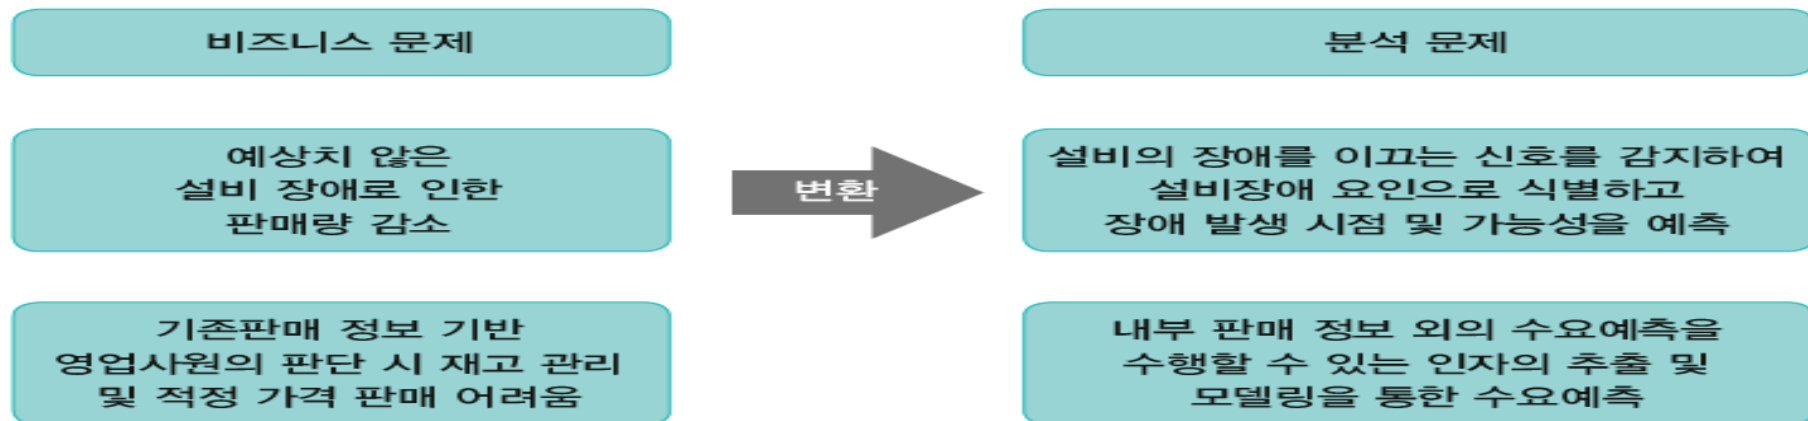 비즈니스 문제
분석 문제
예상치 않은
설비 장애로 인한
판매량 감소
변환
설비의 장애를 이끄는 신호를 감지하여
설비장애 요인으로 식별하고
장애 발생 시점 및 가능성을 예측
기존판매 정보 기반
영업사원의 판단 시 재고 관리
및 적정 가격 판매 어려움
내부 판매 정보 외의 수요예측을
수행할 수 있는 인자의 추출 및
모델링을 통한 수요예측